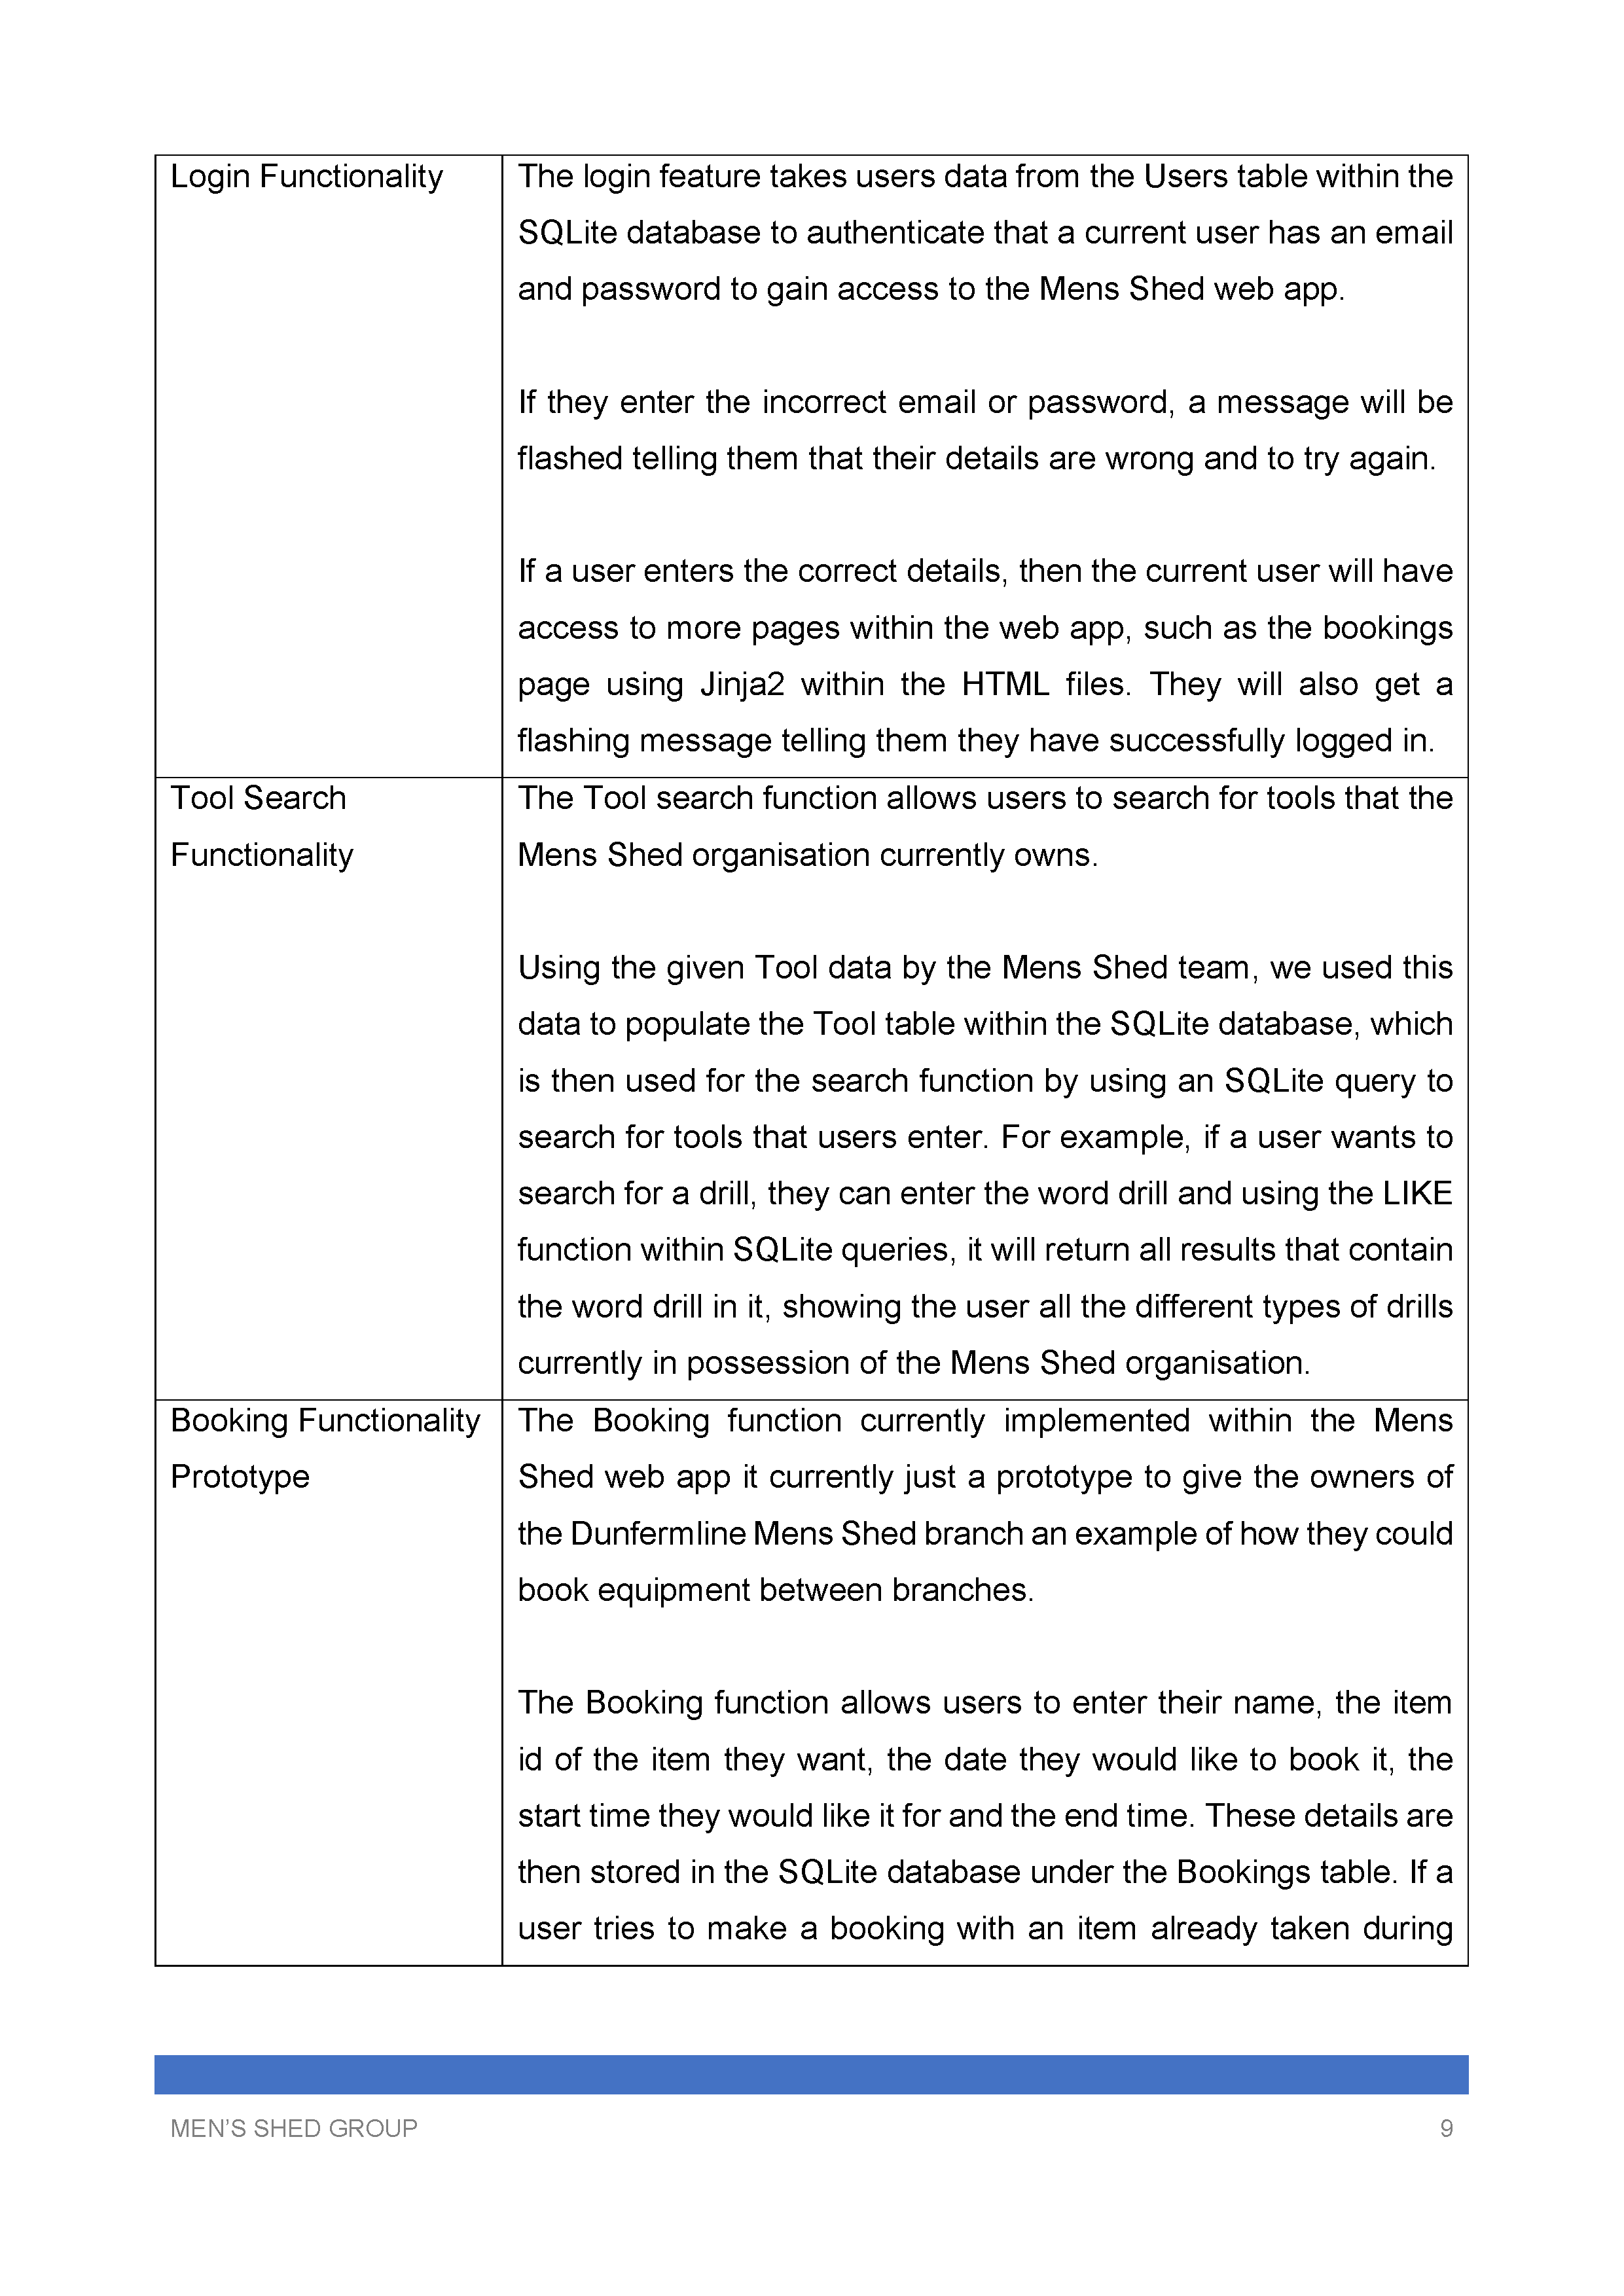 Login Functionality
The login feature takes users data from the Users table within the
SQLite database to authenticate that a current user has an email
and password to gain access to the Mens Shed web app.
If they enter the incorrect email or password, a message will be
flashed telling them that their details are wrong and to try again.
If a user enters the correct details, then the current user will have
access to more pages within the web app, such as the bookings
page using Jinja2 within the HTML files. They will also get a
flashing message telling them they have successfully logged in.
Tool Search
Functionality
The Tool search function allows users to search for tools that the
Mens Shed organisation currently owns.
Using the given Tool data by the Mens Shed team, we used this
data to populate the Tool table within the SQLite database, which
is then used for the search function by using an SQLite query to
search for tools that users enter. For example, if a user wants to
search for a drill, they can enter the word drill and using the LIKE
function within SQLite queries, it will return all results that contain
the word drill in it, showing the user all the different types of drills
currently in possession of the Mens Shed organisation.
Booking Functionality
Prototype
The Booking function currently implemented within the Mens
Shed web app it currently just a prototype to give the owners of
the Dunfermline Mens Shed branch an example of how they could
book equipment between branches.
The Booking function allows users to enter their name, the item
id of the item they want, the date they would like to book it, the
start time they would like it for and the end time. These details are
then stored in the SQLite database under the Bookings table. If a
user tries to make a booking with an item already taken during
MEN’S SHED GROUP
9